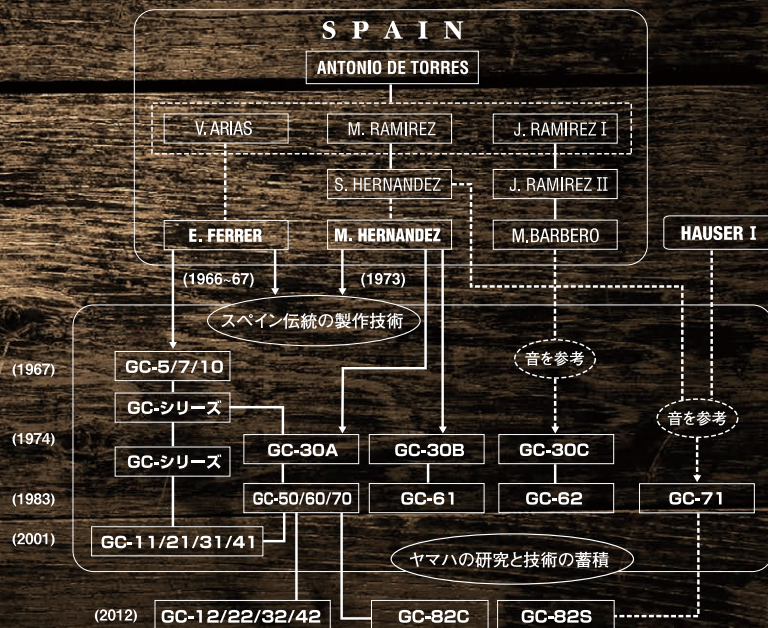 SPAIN
ANTONIO DE TORRES
V. ARIAS
M. RAMIREZ
J. RAMIREZ I
S. HERNANDEZ
J. RAMIREZ II
E. FERRER
M. HERNANDEZ
M.BARBERO
HAUSER I
(1966~67)
(1973)
スペイン伝統の製作技術
(1967)
GC-5/7/10
音を参考
GC-シリーズ
音を参考
(1974)
GC-30A
GC-30B
GC-30C
GC-シリーズ
(1983)
GC-50/60/70
GC-61
GC-62
GC-71
(2001)
GC-11/21/31/41
ヤマハの研究と技術の蓄積
(2012)
GC-12/22/32/42
GC-82C
GC-82S